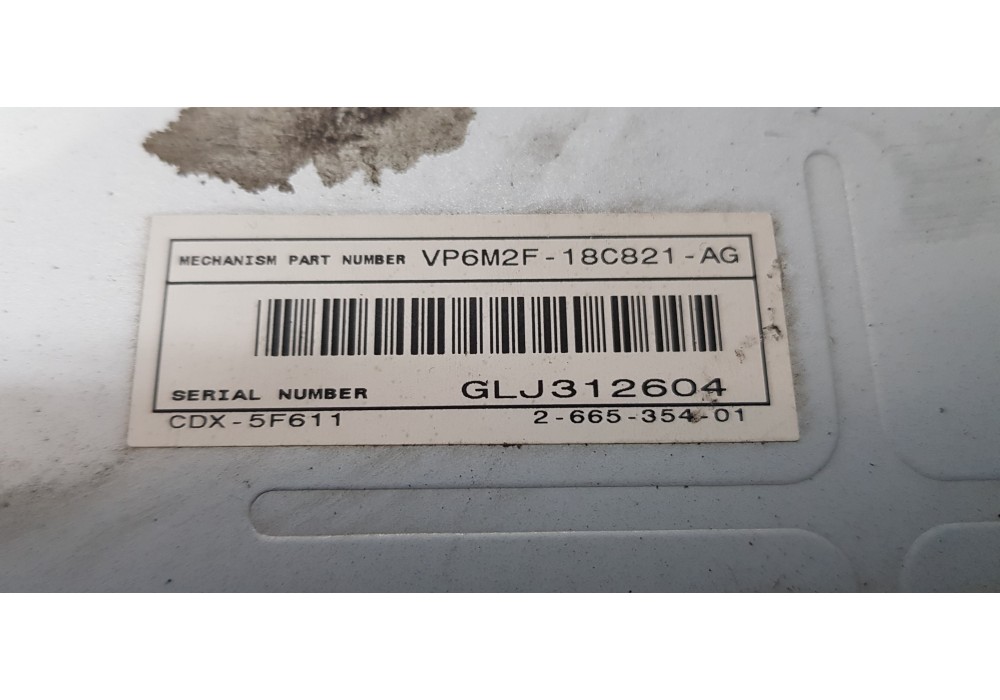 MECHANISM PART NUMBER VP6M2F-18C821-AG
SERIAL NUMBER GLJ312604
CDX-5F611 2-665-354-01